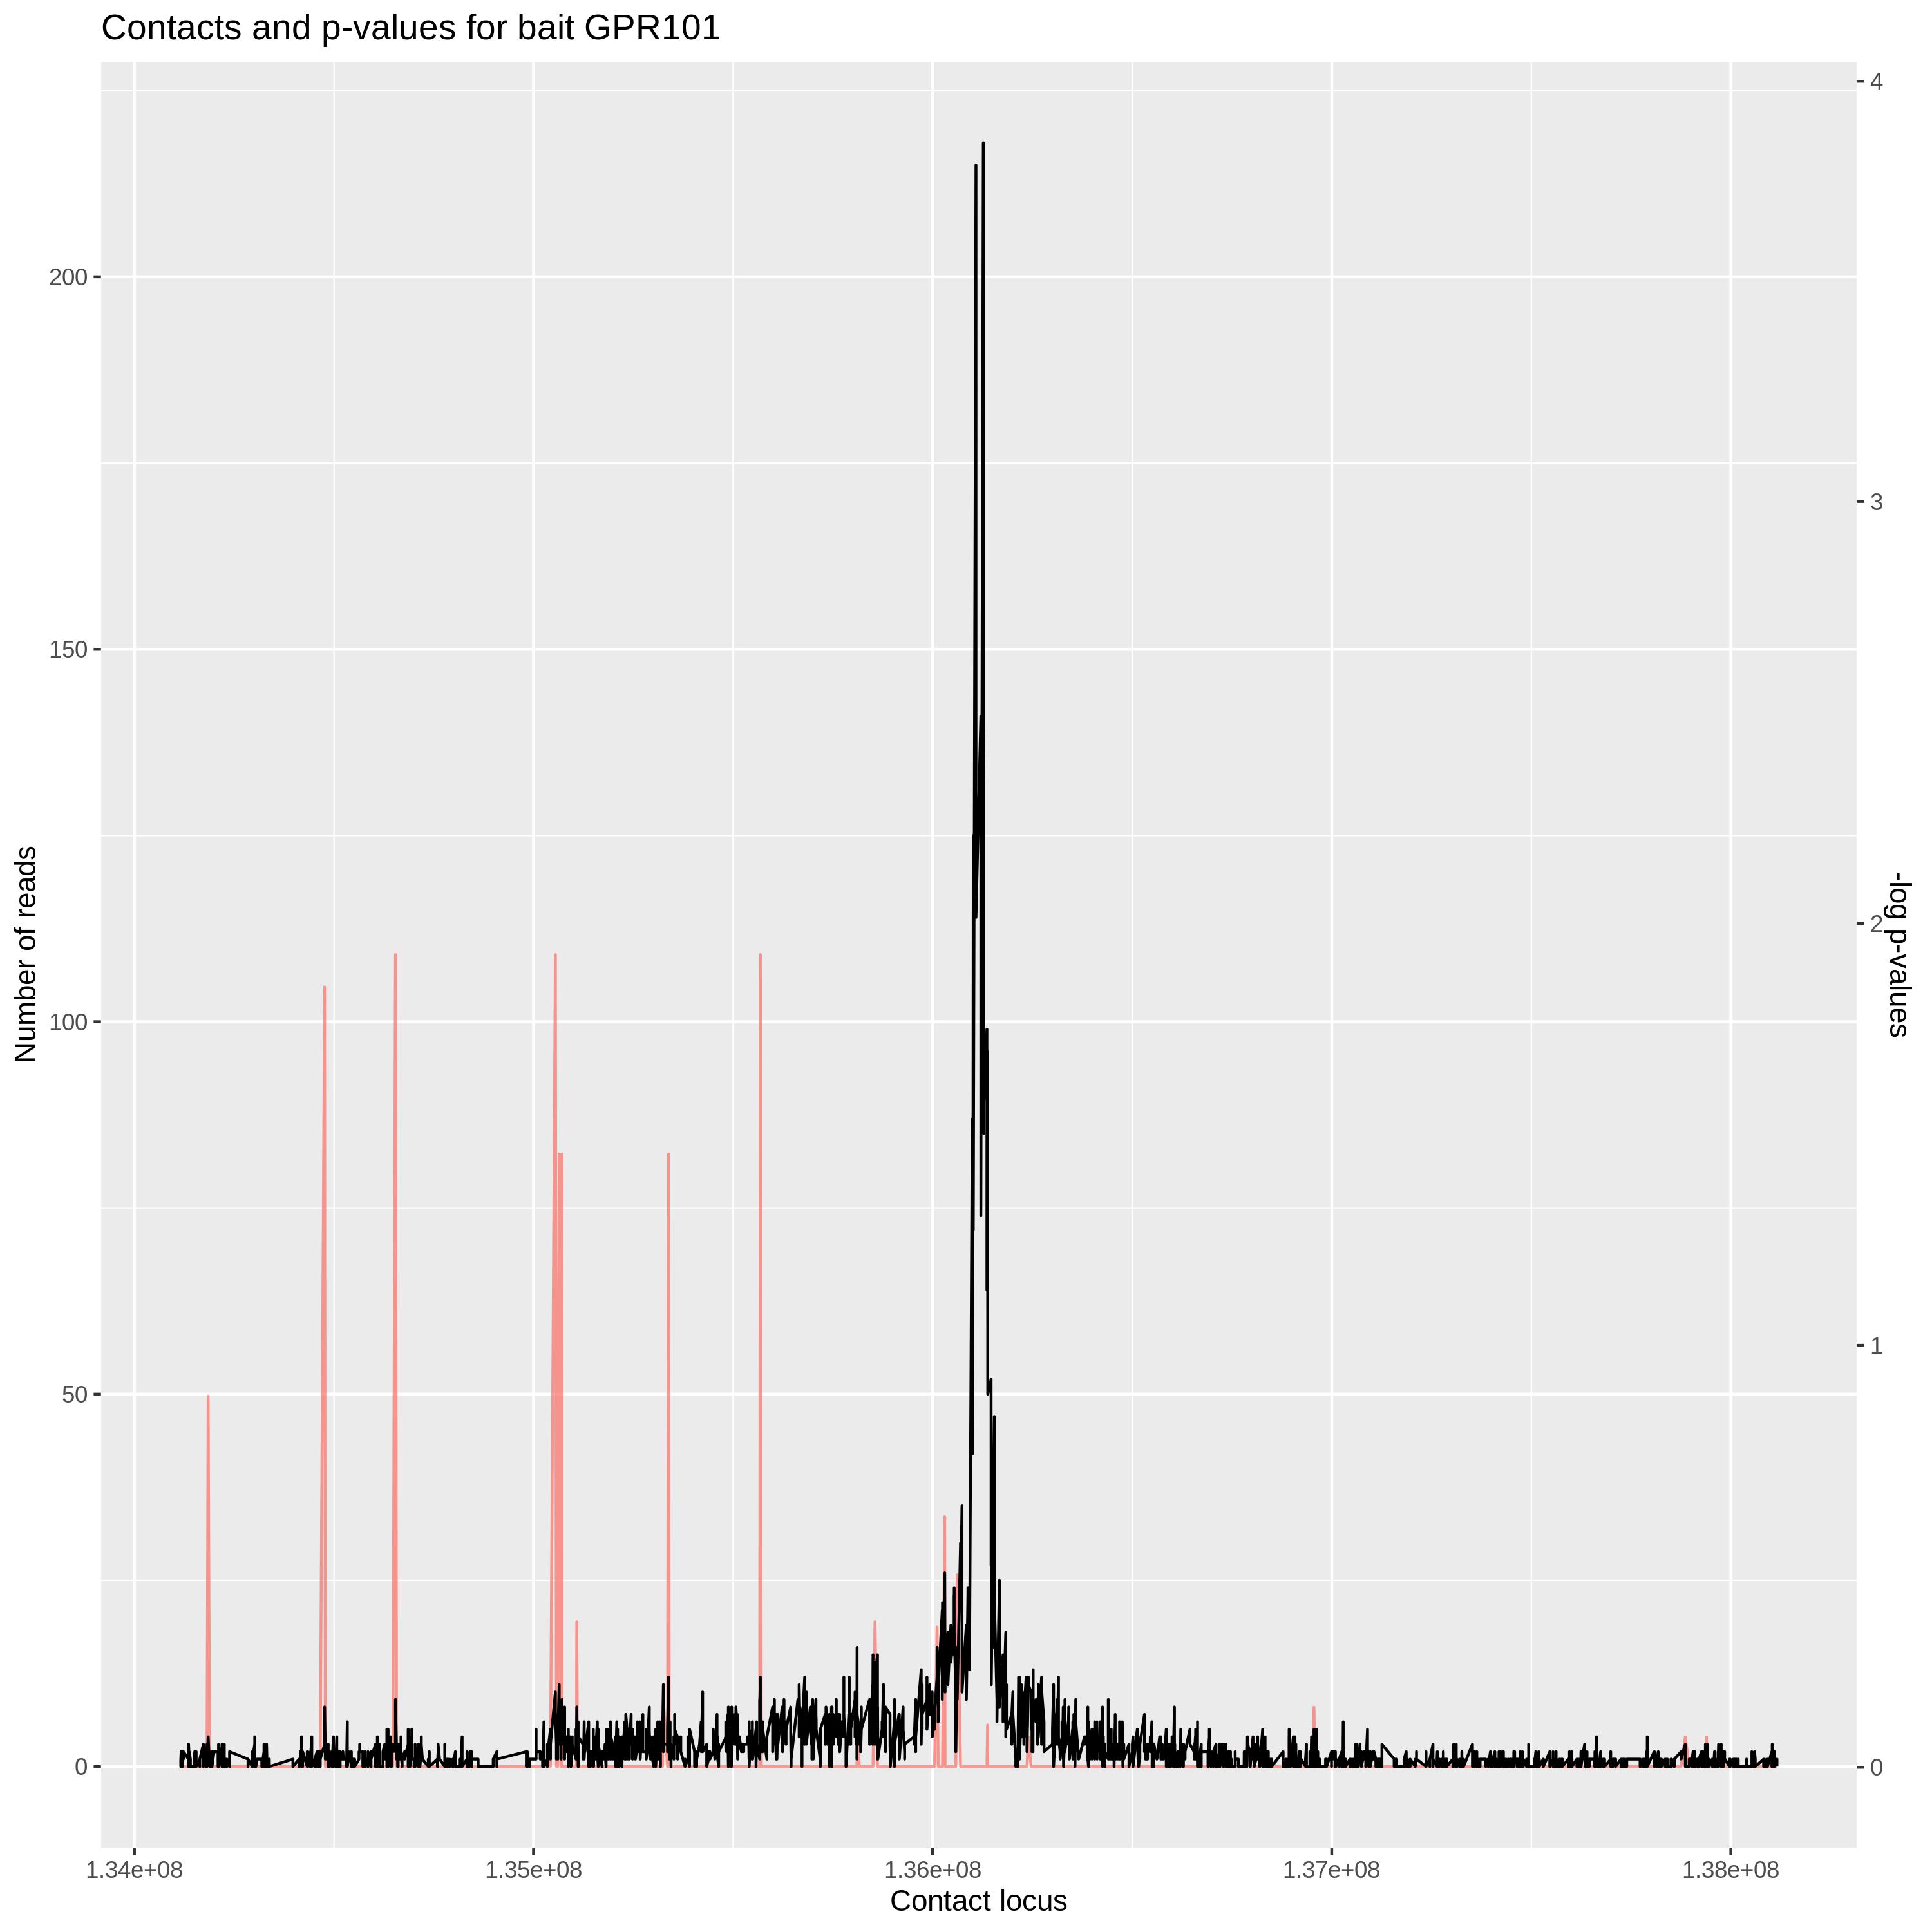 Contacts and p-values for bait GPR101
Number of reads
200
150
100
50
0
4
3
2
1
0
-log p-values
1.34e+08 1.35e+08 1.36e+08 1.37e+08 1.38e+08
Contact locus